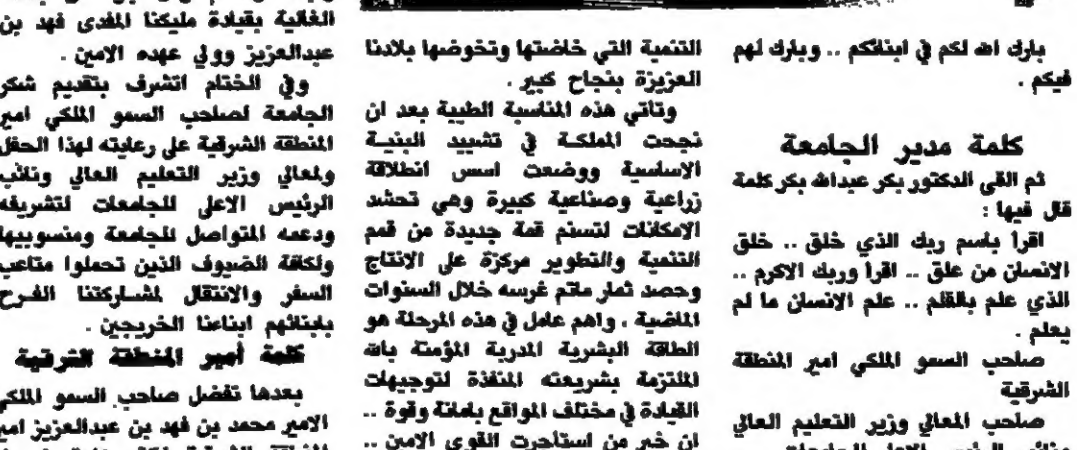 بارك الله لكم في ابنائكم .. وبارك لهم
فيكم .
كلمة مدير الجامعة
ثم القى الدكتور بكر عبدالله بكر كلمة
قال فيها :
اقرأ باسم ربك الذي خلق .. خلق
الانسان من علق .. اقرأ وربك الاكرم ..
الذي علم بالقلم .. علم الانسان ما لم
يعلم .
صاحب السمو الملكي امير المنطقة
الشرقية
صاحب المعالي وزير التعليم العالي
التنمية التي خاضتها وتخوضها بلادنا
العزيزة بنجاح كبير .
وتاتي هذه المناسبة الطيبة بعد ان
نجحت المملكة في تشييد البنية
الاساسية ووضعت اسس انطلاقة
زراعية وصناعية كبيرة وهي تحشد
الامكانات لتسنم قمة جديدة من قمم
التنمية والتطوير مركزة على الانتاج
وحصد ثمار ماتم غرسه خلال السنوات
الماضية ، واهم عامل في هذه المرحلة هو
الطاقة البشرية المدربة المؤمنة بالله
الملتزمة بشريعته المنفذة لتوجيهات
القيادة في مختلف المواقع بامانة وقوة ..
ان خير من استأجرت القوي الامين ..
الغالية بقيادة مليكنا المفدى فهد بن
عبدالعزيز وولي عهده الامين .
وفي الختام اتشرف بتقديم شكر
الجامعة لصاحب السمو الملكي امير
المنطقة الشرقية على رعايته لهذا الحفل
ولمعالي وزير التعليم العالي ونائب
الرئيس الاعلى للجامعات لتشريفه
ودعمه المتواصل للجامعة ومنسوبيها
ولكافة الضيوف الذين تحملوا متاعب
السفر والانتقال لمشاركتنا الفرح
بابنائهم ابناءنا الخريجين .
كلمة أمير المنطقة الشرقية
بعدها تفضل صاحب السمو الملكي
الامير محمد بن فهد بن عبدالعزيز امير